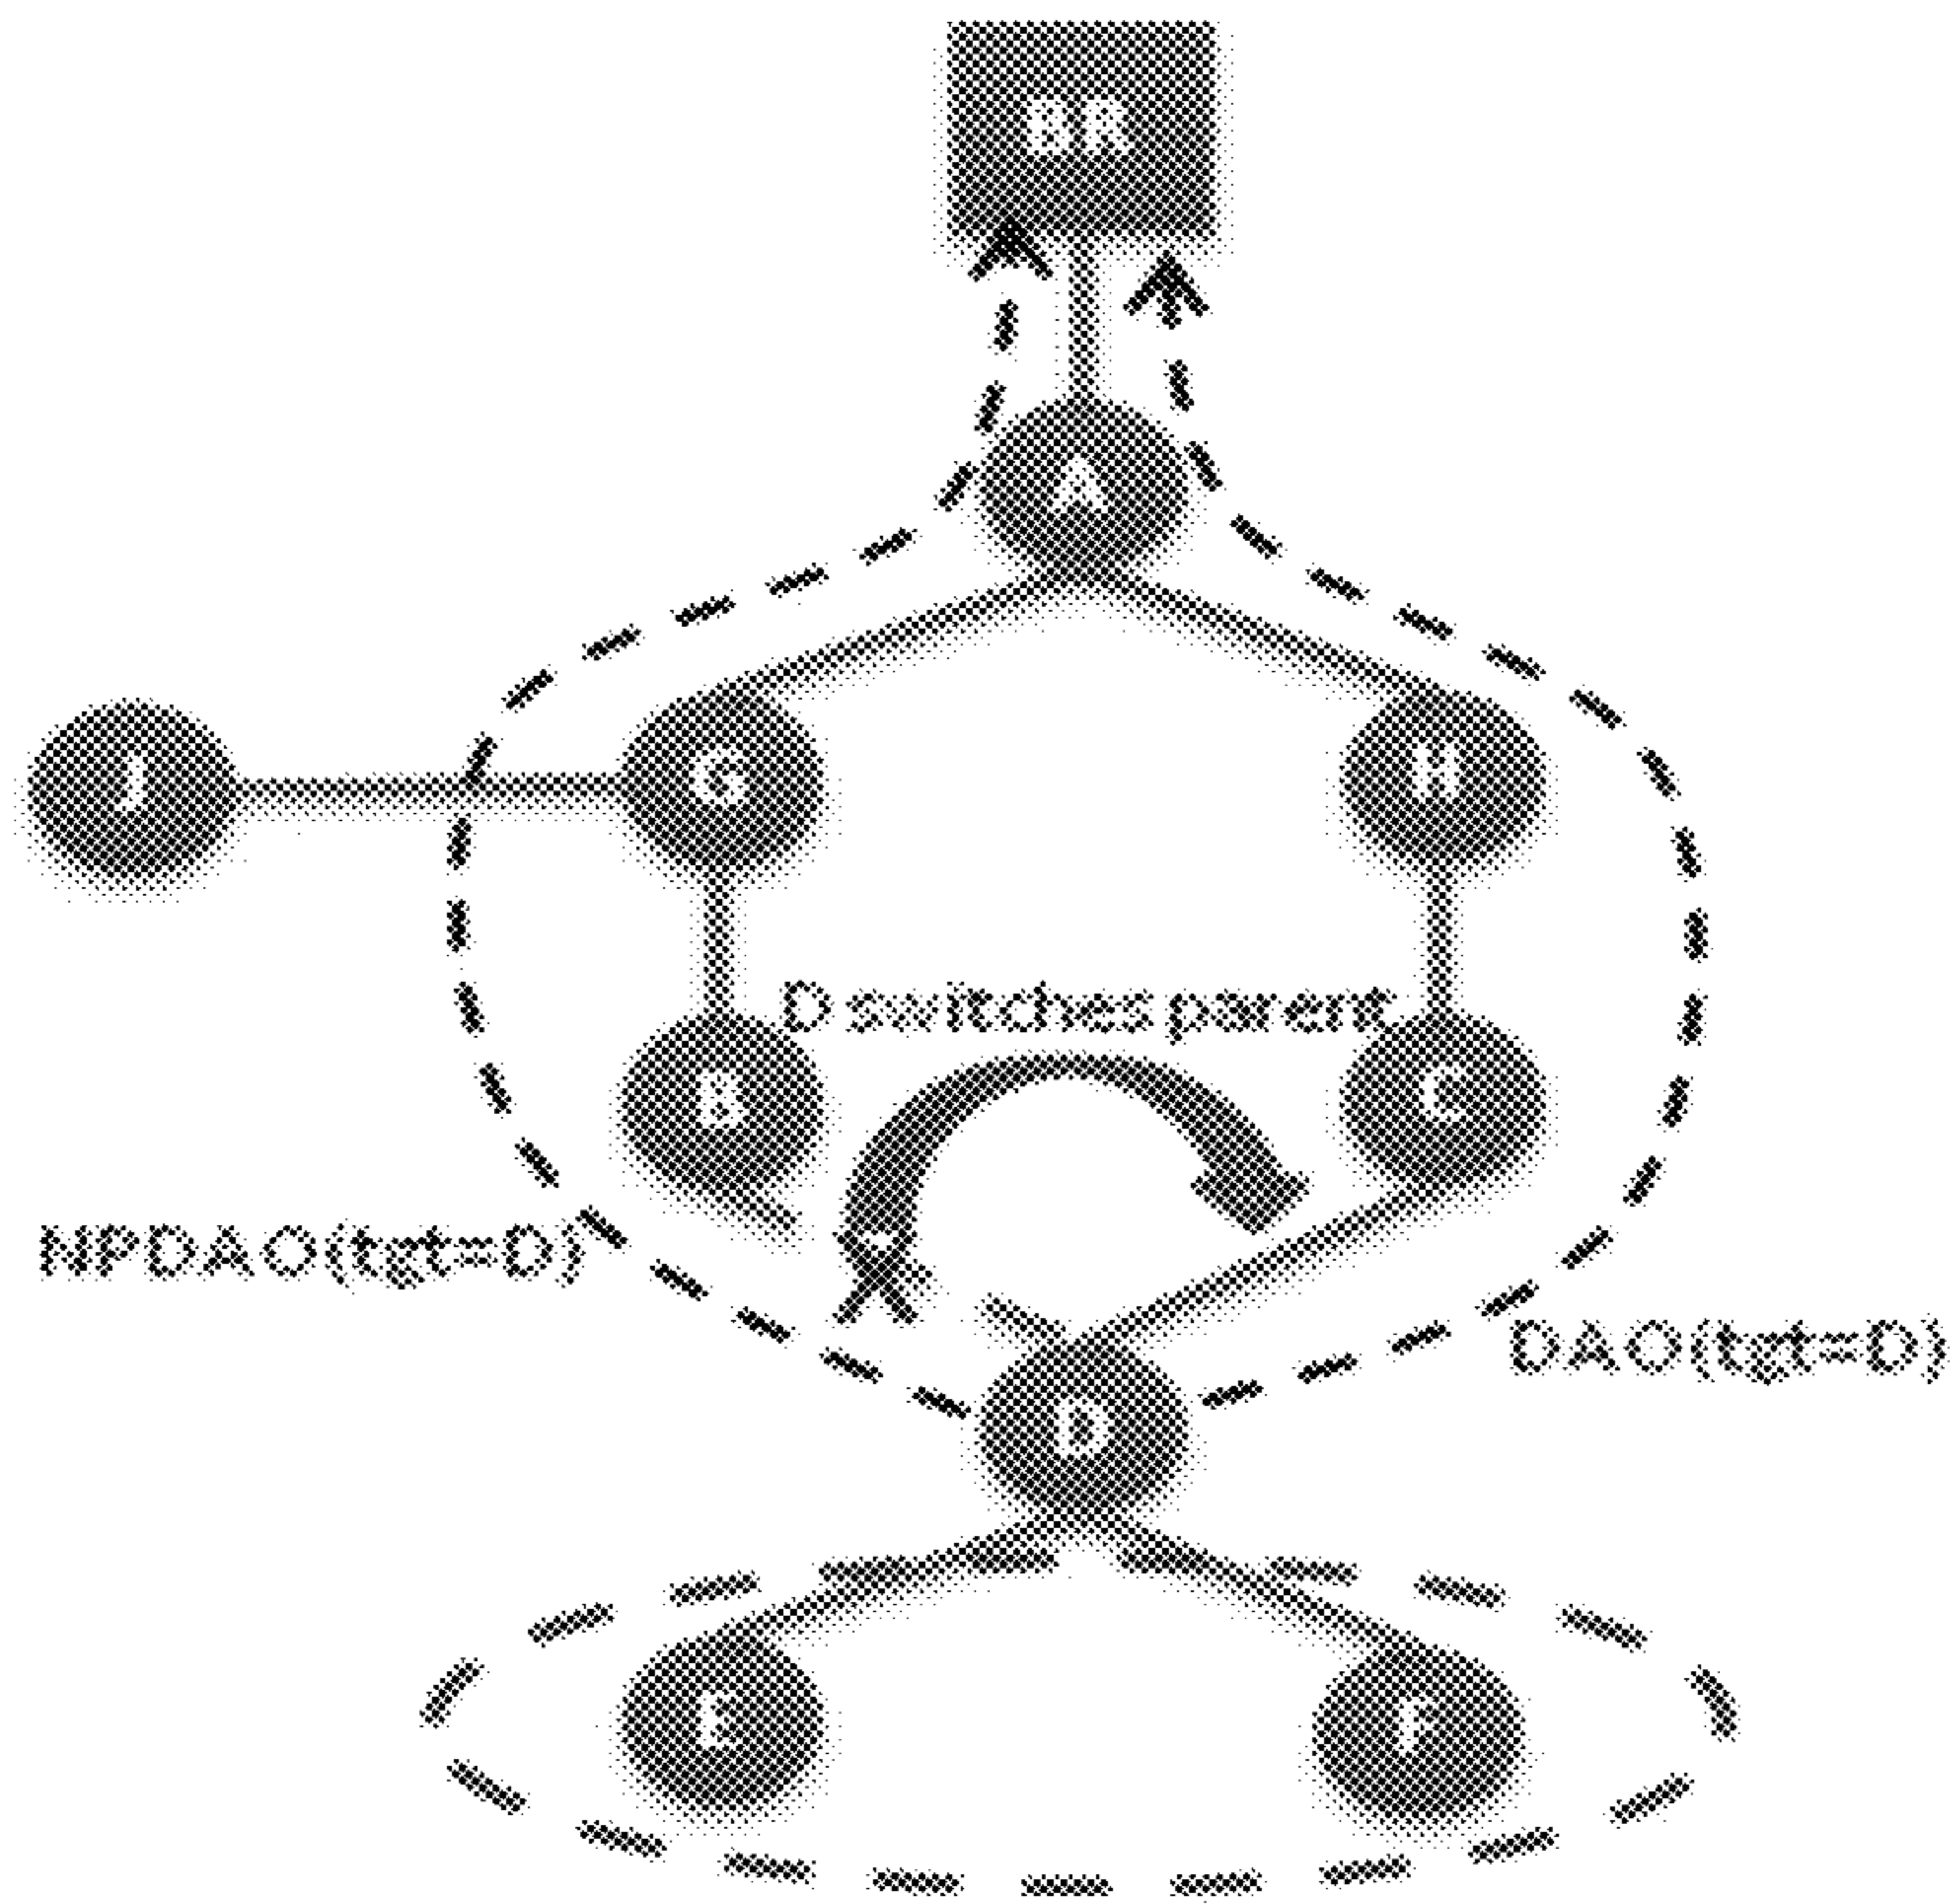 BR
A
J
G
H
D switches parent
B
C
NPDAO(tgt=D)
DAO(tgt=D)
D
E
F